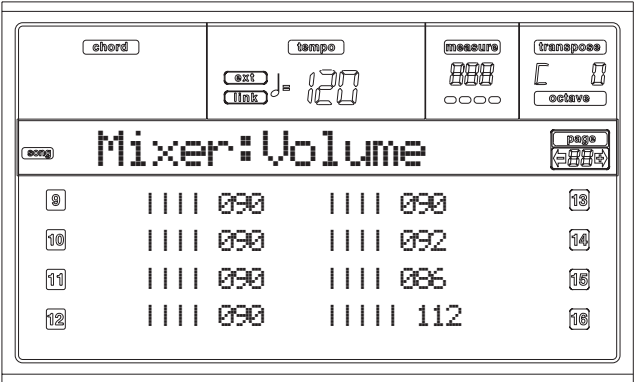 chord tempo measure transpose
ext link ♩= 120 888 C 0
octave
song Mixer:Volume page 88
9 |||| 090 |||| 090 13
10 |||| 090 |||| 092 14
11 |||| 090 |||| 086 15
12 |||| 090 ||||| 112 16